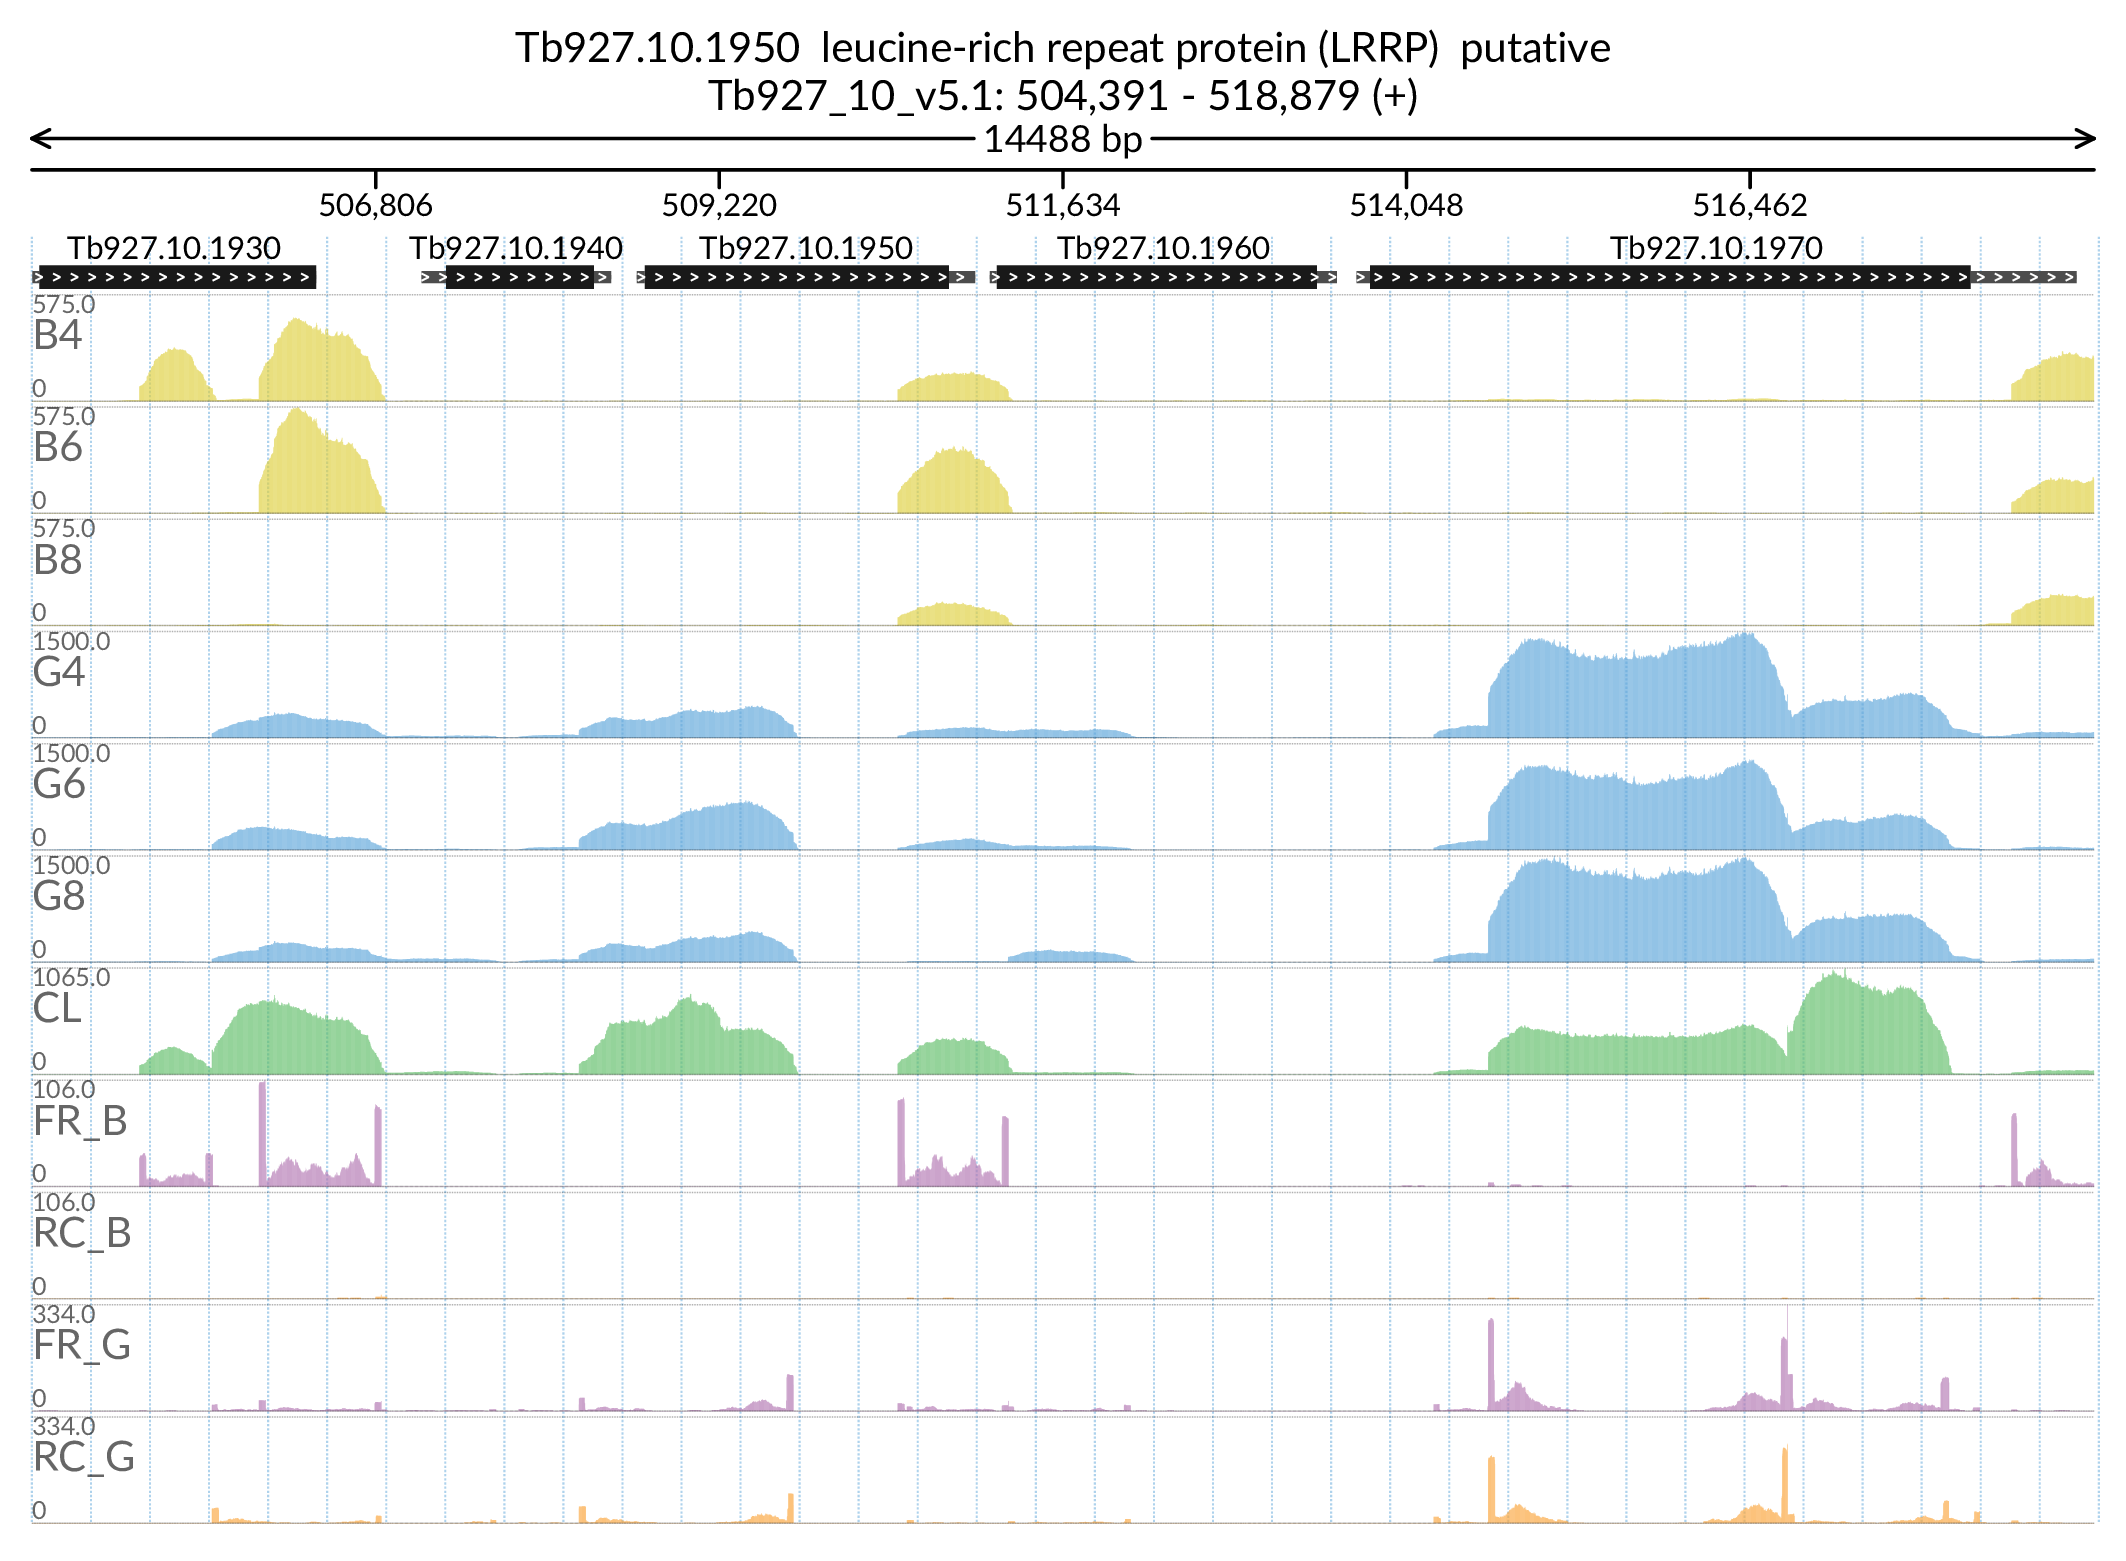 Tb927.10.1950 leucine-rich repeat protein (LRRP) putative
Tb927_10_v5.1: 504,391 - 518,879 (+)
14488 bp
506,806 509,220 511,634 514,048 516,462
Tb927.10.1930 Tb927.10.1940 Tb927.10.1950 Tb927.10.1960 Tb927.10.1970
575.0
B4
0
575.0
B6
0
575.0
B8
0
1500.0
G4
0
1500.0
G6
0
1500.0
G8
0
1065.0
CL
0
106.0
FR_B
0
106.0
RC_B
0
334.0
FR_G
0
334.0
RC_G
0